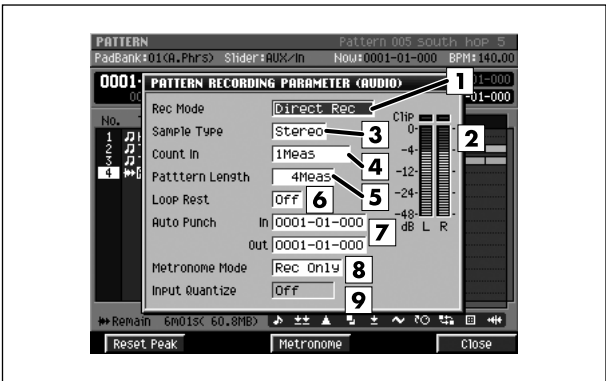 PATTERN Pattern 005 south hop 5
PadBank:01(A.Phrs) Slider:AUX/In Now:0001-01-000 BPM:140.00
0001- 01-000
00 01-000
PATTERN RECORDING PARAMETER (AUDIO)
1
Rec Mode Direct Rec
Clip
No.
Sample Type Stereo 3
0-
2
1
2
3
4
Count In 1Meas 4
-4-
Patttern Length 4Meas 5
-12-
Loop Rest Off 6
-24-
Auto Punch In 0001-01-000 7
-48-
dB L R
Out 0001-01-000
Metronome Mode Rec Only 8
Input Quantize Off 9
Remain 6m01s( 60.8MB)
Reset Peak Metronome Close